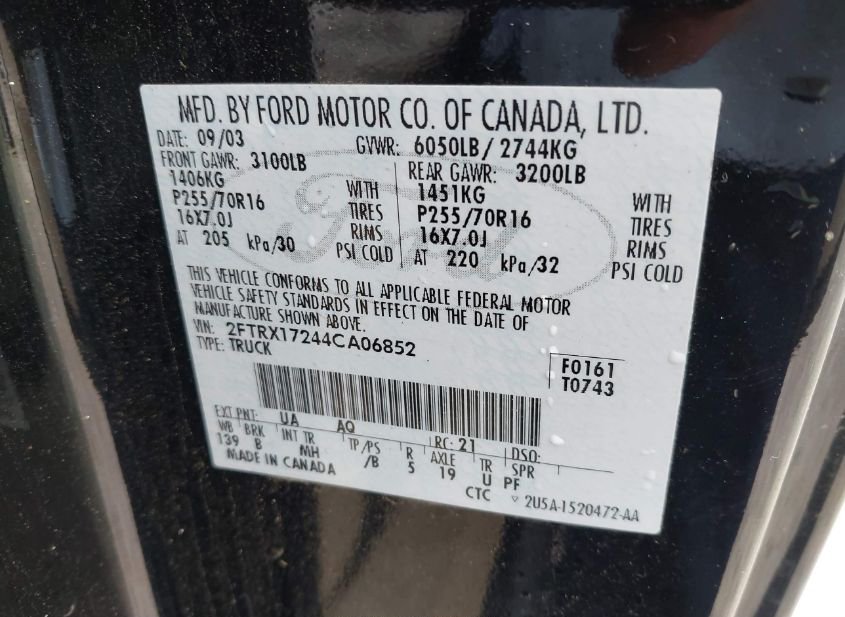 MFD. BY FORD MOTOR CO. OF CANADA, LTD.
DATE: 09/03 GVWR: 6050LB/ 2744KG
FRONT GAWR: 3100LB REAR GAWR: 3200LB
1406KG WITH 1451KG WITH
P255/70R16 TIRES P255/70R16 TIRES
16X7.0J RIMS 16X7.0J RIMS
AT 205 kPa/30 PSI COLD AT 220 kPa/32 PSI COLD
Ford
THIS VEHICLE CONFORMS TO ALL APPLICABLE FEDERAL MOTOR
VEHICLE SAFETY STANDARDS IN EFFECT ON THE DATE OF
MANUFACTURE SHOWN ABOVE.
VIN: 2FTRX17244CA06852
TYPE: TRUCK
F0161
T0743
EXT PNT: UA AQ RC: 21 DSO:
WB BRK INT TR TP/PS R AXLE TR SPR
139 B MH /B 5 19 U PF
MADE IN CANADA CTC ▽ 2U5A-1520472-AA